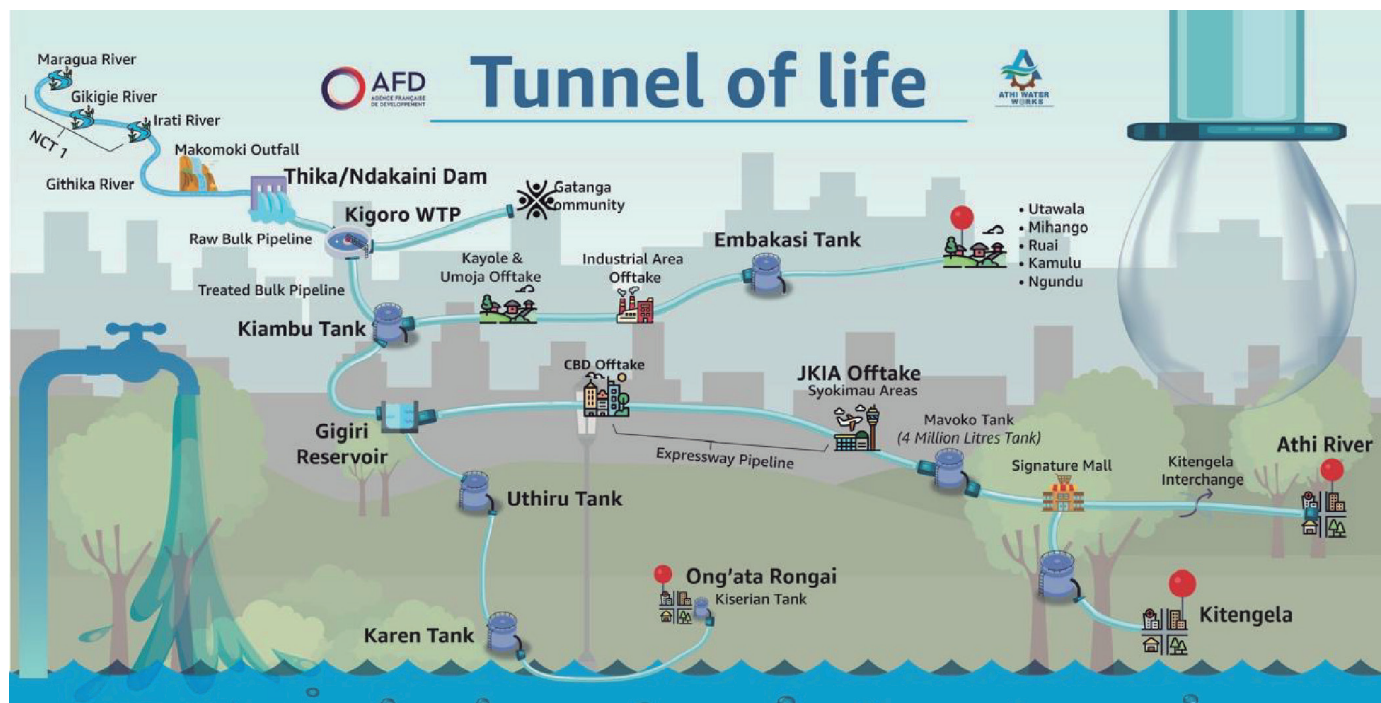 Tunnel of life
AFD
AGENCE FRANÇAISE
DE DÉVELOPPEMENT
ATHI WATER
WORKS
Maragua River
Gikigie River
Irati River
NCT 1
Makomoki Outfall
Githika River
Thika/Ndakaini Dam
Kigoro WTP
Gatanga
ommunity
Raw Bulk Pipeline
Treated Bulk Pipeline
Kiambu Tank
Kayole &
Umoja Offtake
Industrial Area
Offtake
Embakasi Tank
• Utawala
• Mihango
• Ruai
• Kamulu
• Ngundu
CBD Offtake
JKIA Offtake
Syokimau Areas
Gigiri
Reservoir
Expressway Pipeline
Mavoko Tank
(4 Million Litres Tank)
Signature Mall
Kitengela
Interchange
Athi River
Uthiru Tank
Ong'ata Rongai
Kiserian Tank
Karen Tank
Kitengela